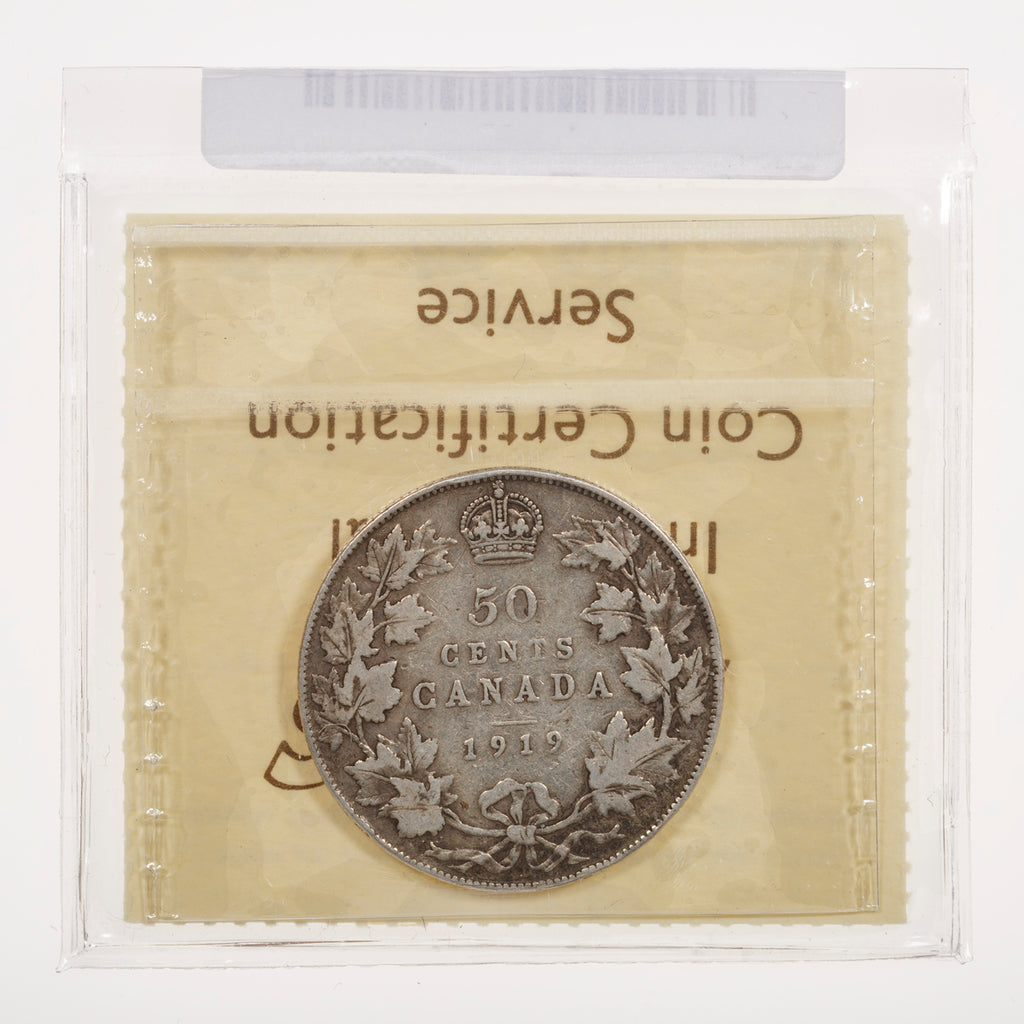 Service
Coin Certification
50
CENTS
CANADA
1919